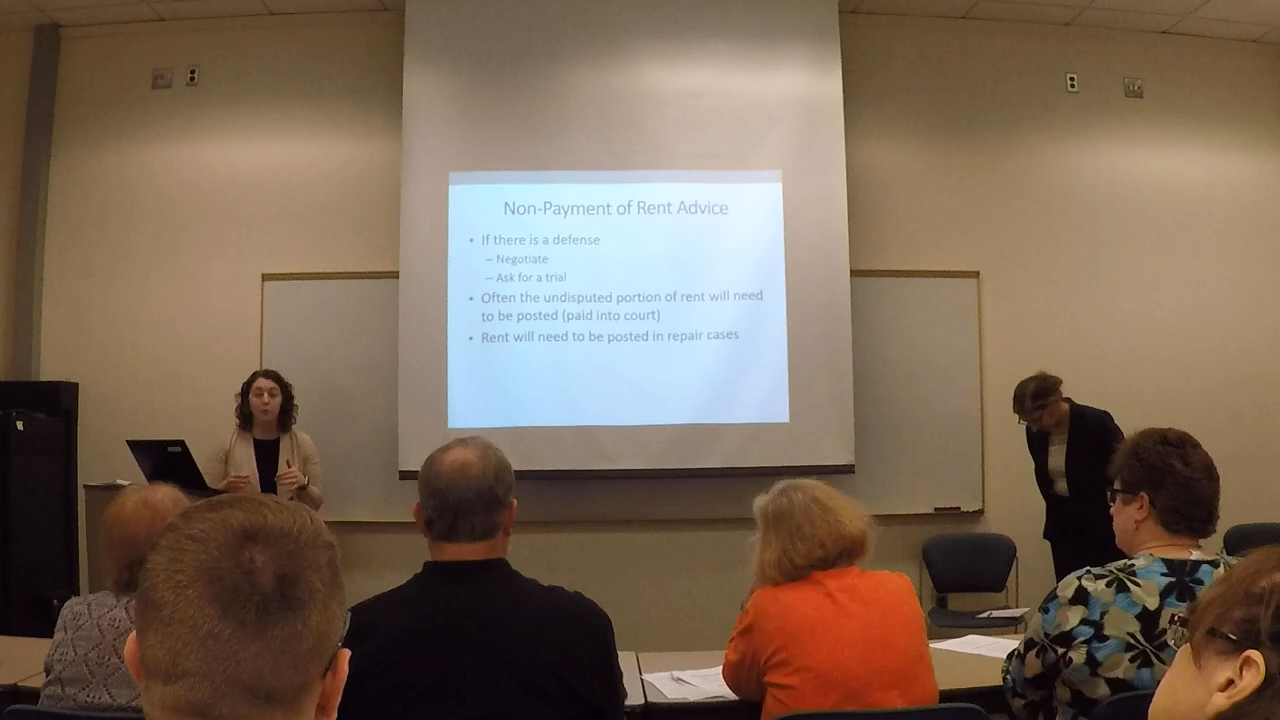 Non-Payment of Rent Advice
• If there is a defense
– Negotiate
– Ask for a trial
• Often the undisputed portion of rent will need
to be posted (paid into court)
• Rent will need to be posted in repair cases